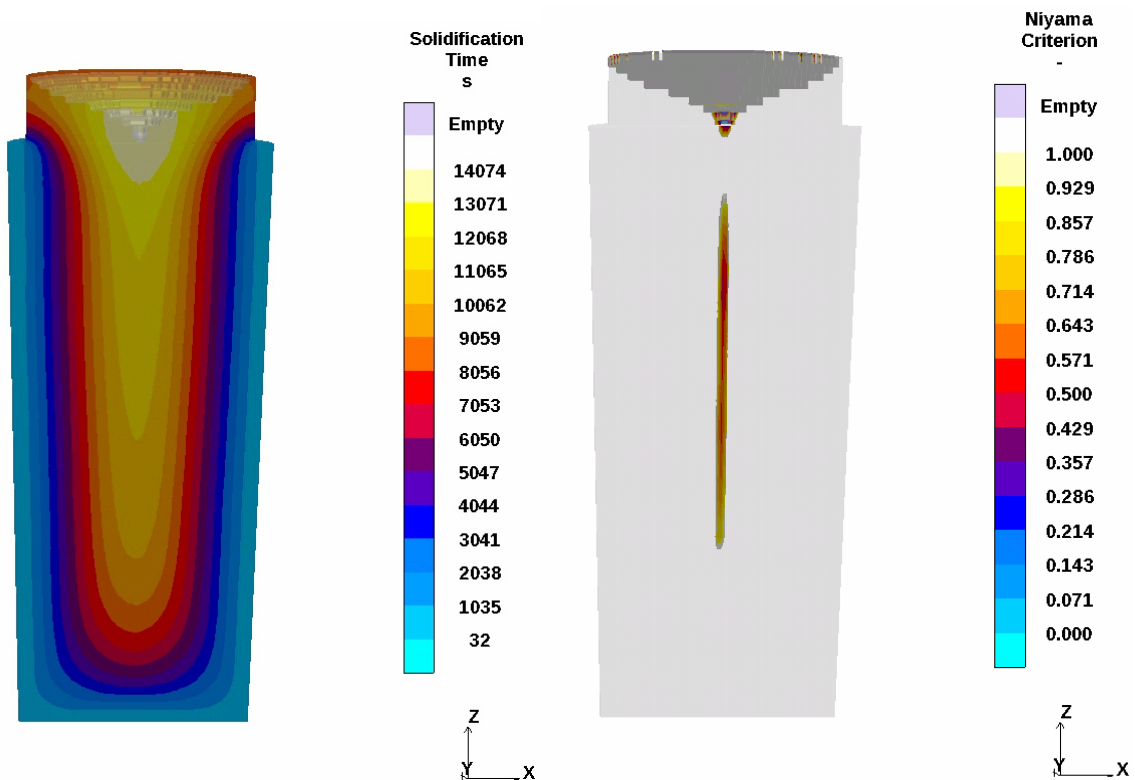 Solidification
Time
s
Empty
14074
13071
12068
11065
10062
9059
8056
7053
6050
5047
4044
3041
2038
1035
32
Z
Y
X
Niyama
Criterion
-
Empty
1.000
0.929
0.857
0.786
0.714
0.643
0.571
0.500
0.429
0.357
0.286
0.214
0.143
0.071
0.000
Z
Y
X